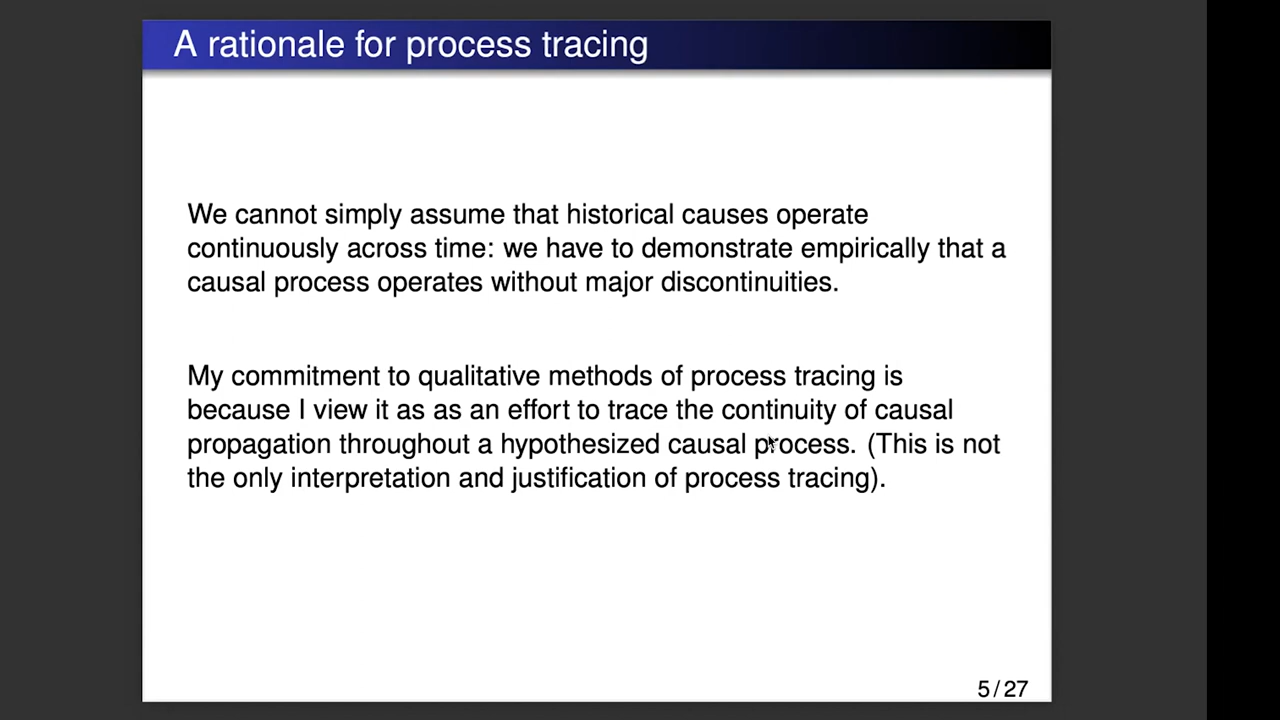 A rationale for process tracing
We cannot simply assume that historical causes operate
continuously across time: we have to demonstrate empirically that a
causal process operates without major discontinuities.
My commitment to qualitative methods of process tracing is
because I view it as as an effort to trace the continuity of causal
propagation throughout a hypothesized causal process. (This is not
the only interpretation and justification of process tracing).
5 / 27